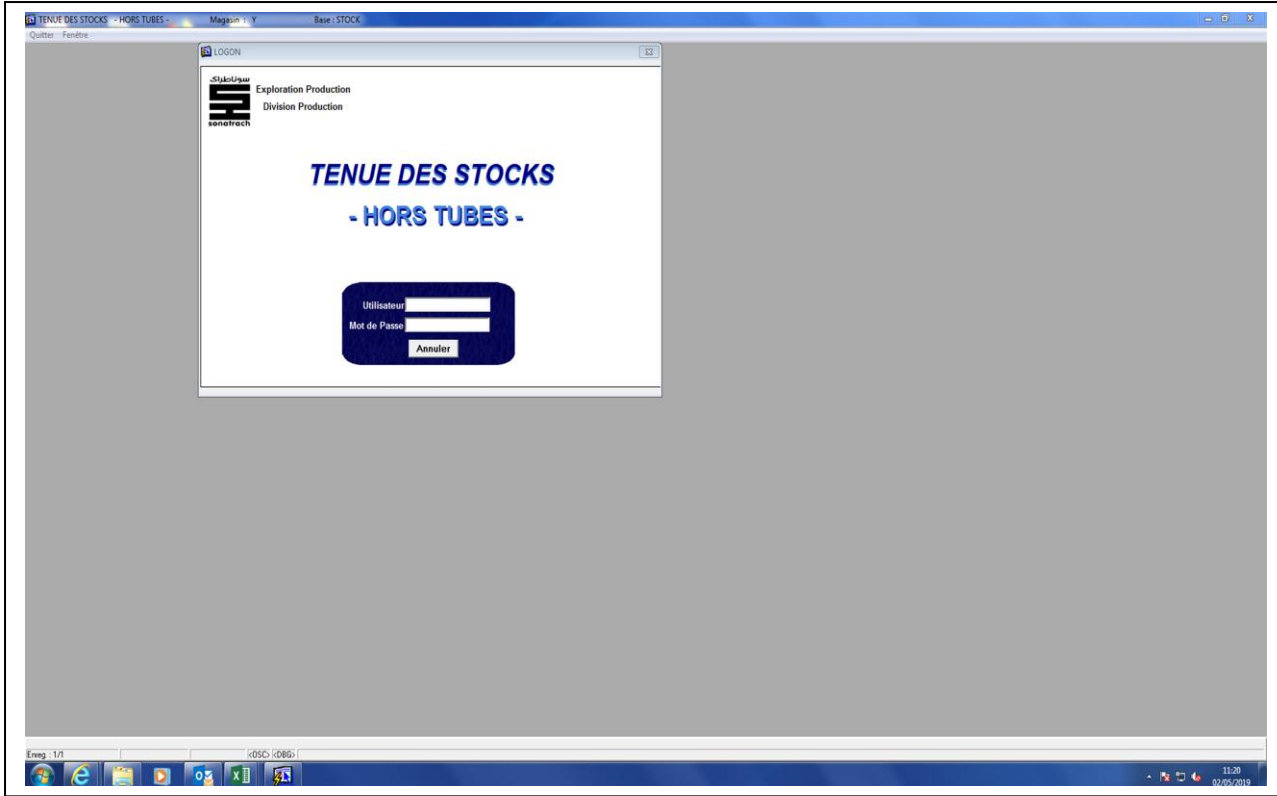 TENUE DES STOCKS - HORS TUBES - Magasin : Y Base : STOCK
Quitter Fenêtre
LOGON
سوناطراك
Exploration Production
Division Production
sonatrach
TENUE DES STOCKS
- HORS TUBES -
Utilisateur
Mot de Passe
Annuler
Enreg. : 1/1 <OSC> <DBG>
11:20
02/05/2019